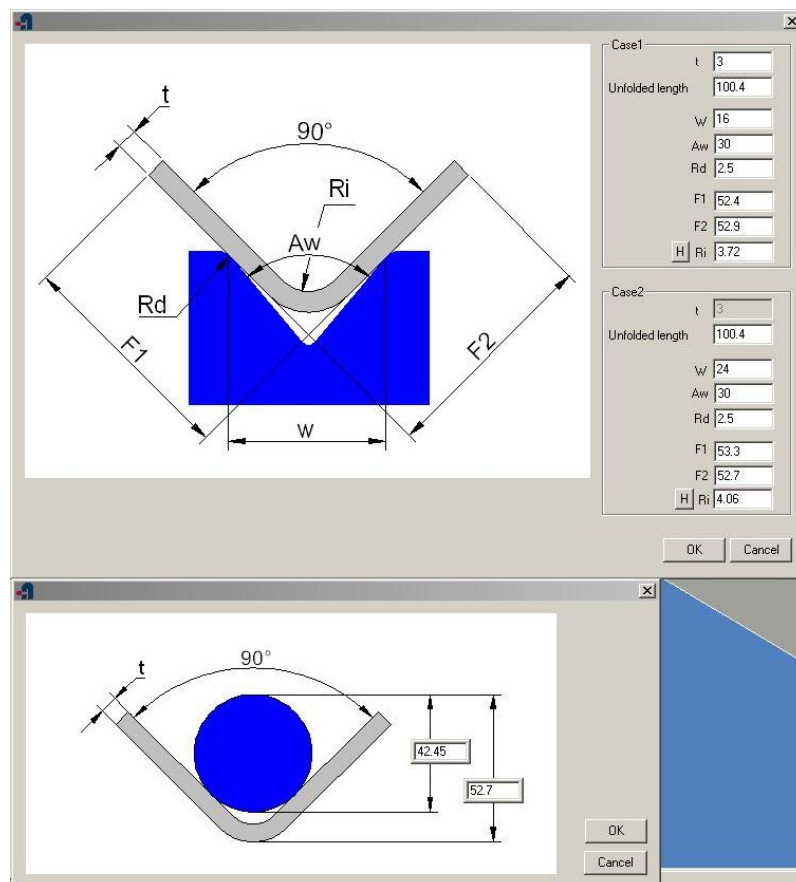 t
90°
Ri
Aw
Rd
F1
F2
W
Case1
t 3
Unfolded length 100.4
W 16
Aw 30
Rd 2.5
F1 52.4
F2 52.9
H Ri 3.72
Case2
t 3
Unfolded length 100.4
W 24
Aw 30
Rd 2.5
F1 53.3
F2 52.7
H Ri 4.06
OK Cancel
t
90°
42.45
52.7
OK
Cancel